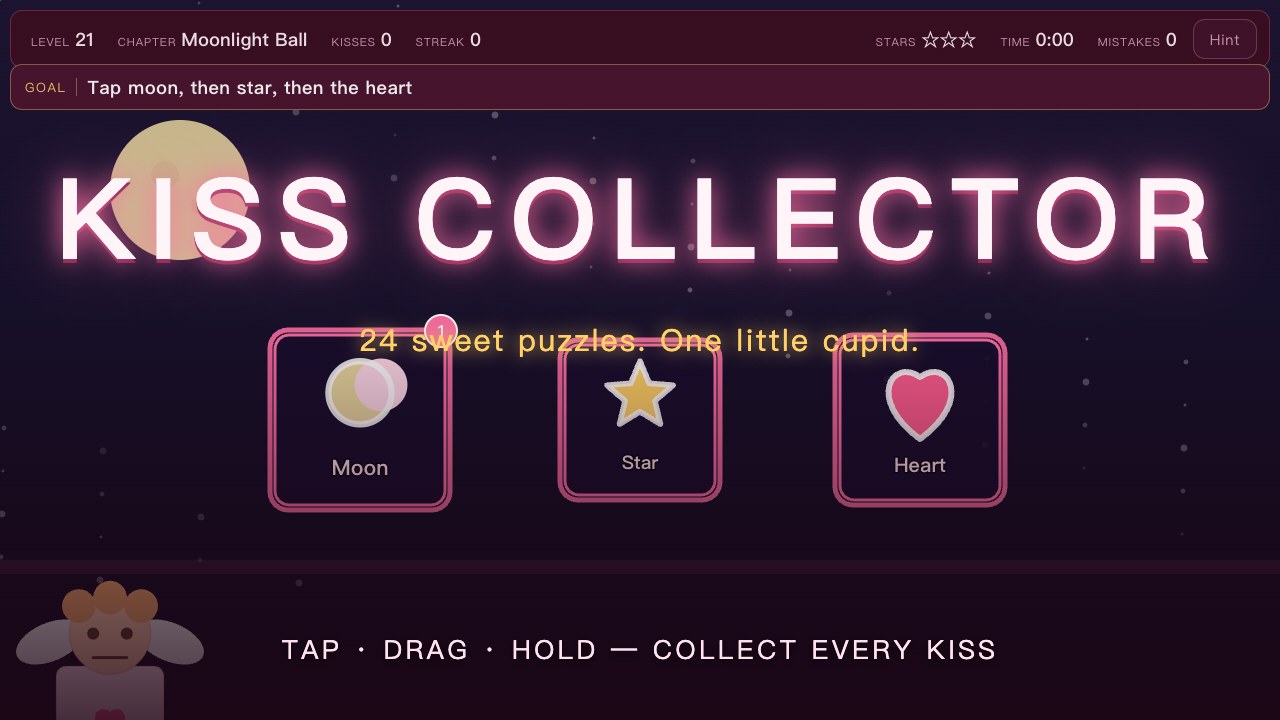 LEVEL 21 CHAPTER Moonlight Ball KISSES 0 STREAK 0 STARS ☆☆☆ TIME 0:00 MISTAKES 0 Hint
GOAL Tap moon, then star, then the heart
KISS COLLECTOR
1
24 sweet puzzles. One little cupid.
Moon Star Heart
TAP · DRAG · HOLD — COLLECT EVERY KISS